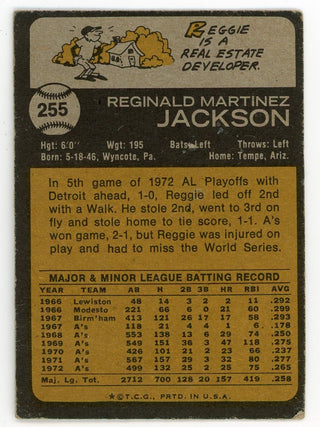 REGGIE
IS A
REAL ESTATE
DEVELOPER.
255
REGINALD MARTINEZ
JACKSON
Hgt: 6'0" Wgt: 195 Bats: Left Throws: Left
Born: 5-18-46, Wyncote, Pa. Home: Tempe, Ariz.
In 5th game of 1972 AL Playoffs with
Detroit ahead, 1-0, Reggie led off 2nd
with a Walk. He stole 2nd, went to 3rd on
fly and stole home to tie score, 1-1. A's
won game, 2-1, but Reggie was injured on
play and had to miss the World Series.
MAJOR & MINOR LEAGUE BATTING RECORD
YEAR TEAM AB H 2B 3B HR RBI AVG.
1966 Lewiston 48 14 3 2 2 11 .292
1966 Modesto 221 66 6 0 21 60 .299
1967 Birm'ham 413 121 26 17 17 58 .293
1967 A's 118 21 4 4 1 6 .178
1968 A's 553 138 13 6 29 74 .250
1969 A's 549 151 36 3 47 118 .275
1970 A's 426 101 21 2 23 66 .237
1971 A's 567 157 29 3 32 80 .277
1972 A's 499 132 25 2 25 75 .265
Maj. Lg. Tot. 2712 700 128 20 157 419 .258
★©T.C.G., PRTD. IN U.S.A.